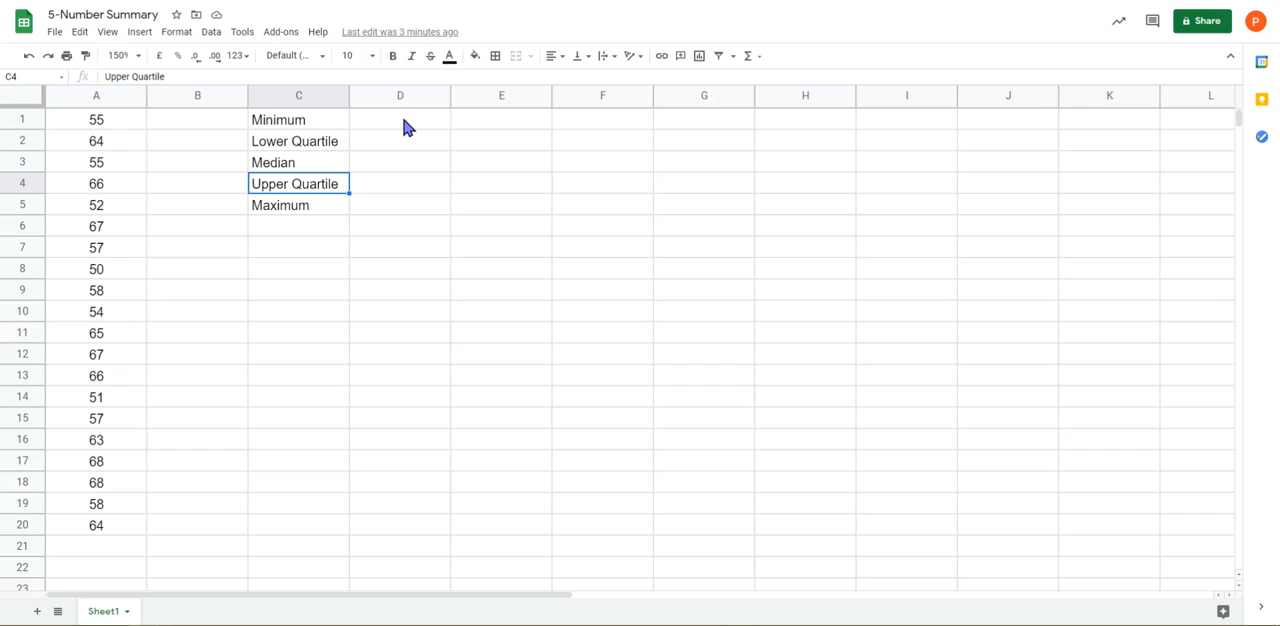 5-Number Summary
File Edit View Insert Format Data Tools Add-ons Help Last edit was 3 minutes ago
Share
P
150% £ % .0 .00 123 Default (... 10 B I S A Σ
C4 fx Upper Quartile
A B C D E F G H I J K L
1 55 Minimum
2 64 Lower Quartile
3 55 Median
4 66 Upper Quartile
5 52 Maximum
6 67
7 57
8 50
9 58
10 54
11 65
12 67
13 66
14 51
15 57
16 63
17 68
18 68
19 58
20 64
21
22
23
+ Sheet1